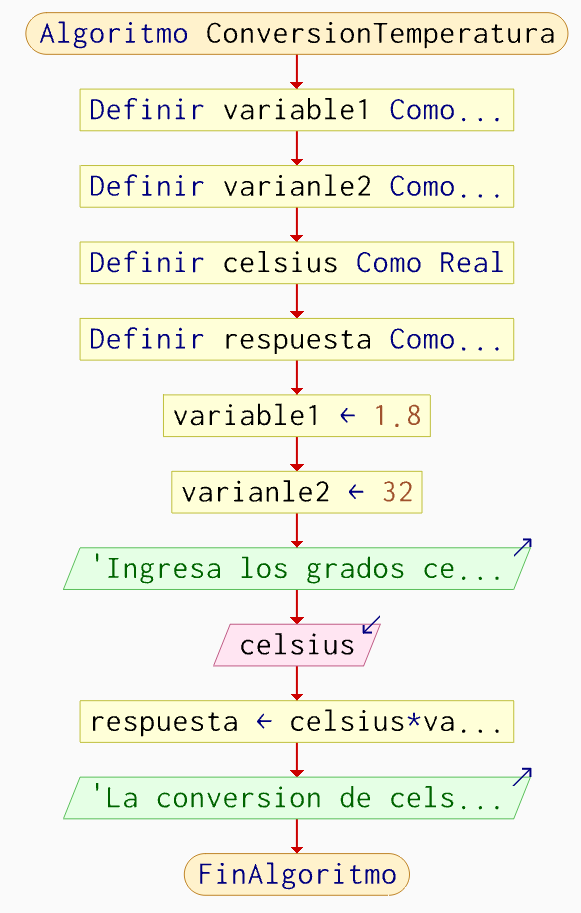 Algoritmo ConversionTemperatura
Definir variable1 Como...
Definir varianle2 Como...
Definir celsius Como Real
Definir respuesta Como...
variable1 ← 1.8
varianle2 ← 32
'Ingresa los grados ce...
celsius
respuesta ← celsius*va...
'La conversion de cels...
FinAlgoritmo